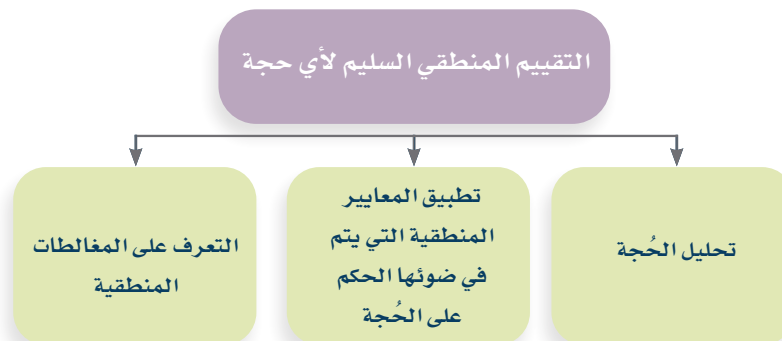 التقييم المنطقي السليم لأي حجة
تحليل الحُجة
تطبيق المعايير
المنطقية التي يتم
في ضوئها الحكم
على الحُجة
التعرف على المغالطات
المنطقية